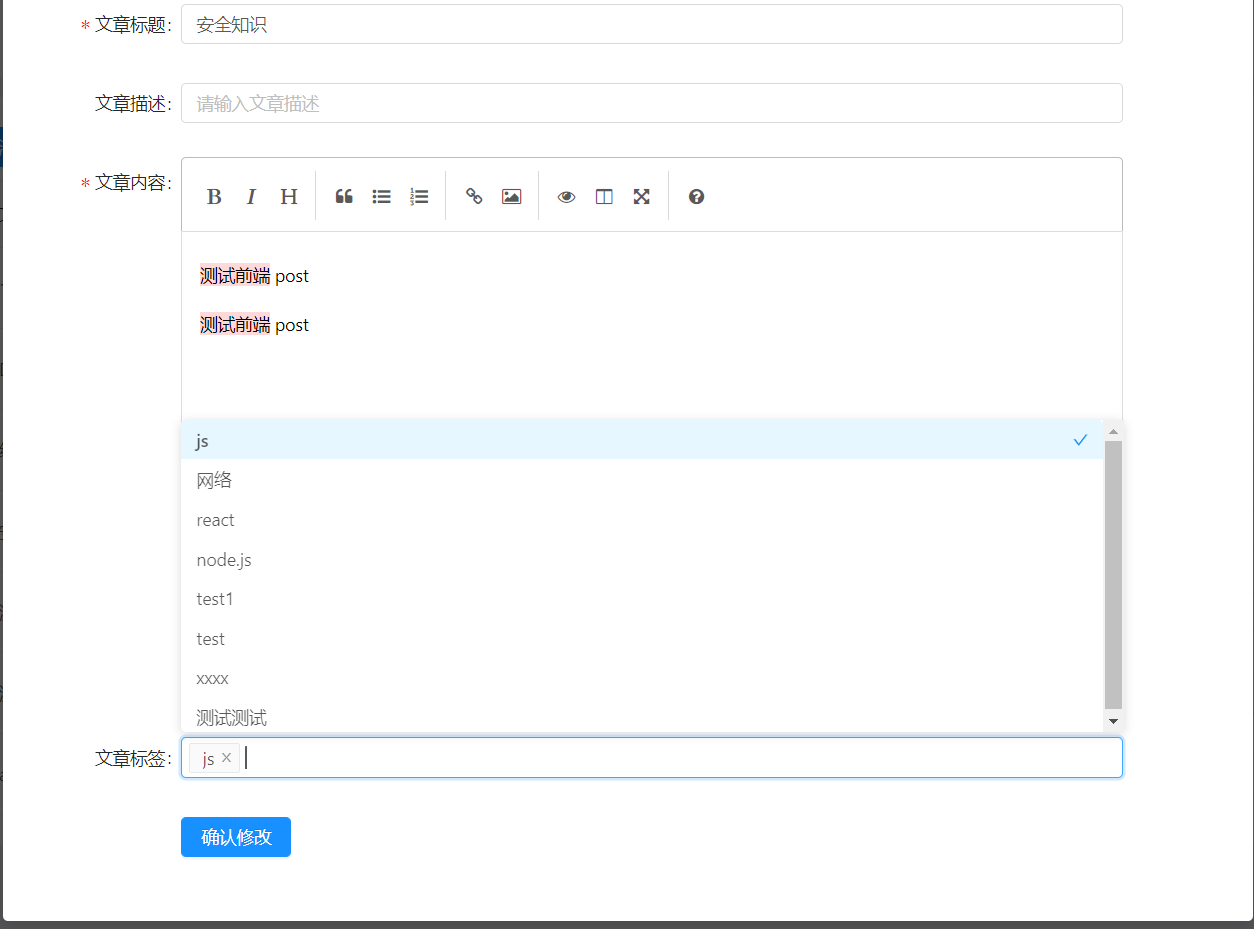 * 文章标题: 安全知识
文章描述: 请输入文章描述
* 文章内容:
B I H
测试前端 post
测试前端 post
js
网络
react
node.js
test1
test
xxxx
测试测试
文章标签: js ×
确认修改